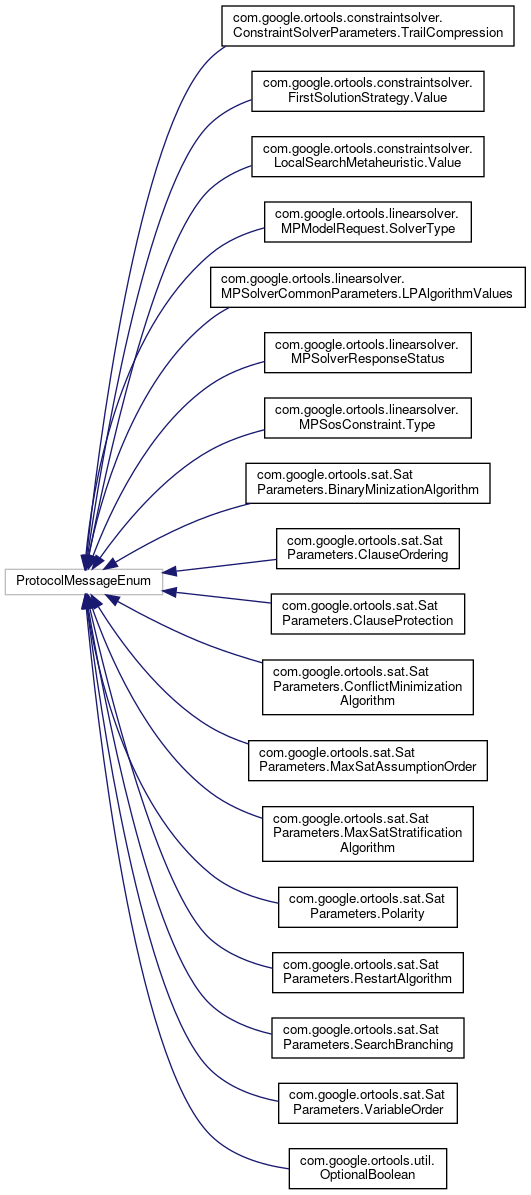 com.google.ortools.constraintsolver.
ConstraintSolverParameters.TrailCompression
com.google.ortools.constraintsolver.
FirstSolutionStrategy.Value
com.google.ortools.constraintsolver.
LocalSearchMetaheuristic.Value
com.google.ortools.linearsolver.
MPModelRequest.SolverType
com.google.ortools.linearsolver.
MPSolverCommonParameters.LPAlgorithmValues
com.google.ortools.linearsolver.
MPSolverResponseStatus
com.google.ortools.linearsolver.
MPSosConstraint.Type
com.google.ortools.sat.Sat
Parameters.BinaryMinizationAlgorithm
com.google.ortools.sat.Sat
Parameters.ClauseOrdering
ProtocolMessageEnum
com.google.ortools.sat.Sat
Parameters.ClauseProtection
com.google.ortools.sat.Sat
Parameters.ConflictMinimization
Algorithm
com.google.ortools.sat.Sat
Parameters.MaxSatAssumptionOrder
com.google.ortools.sat.Sat
Parameters.MaxSatStratification
Algorithm
com.google.ortools.sat.Sat
Parameters.Polarity
com.google.ortools.sat.Sat
Parameters.RestartAlgorithm
com.google.ortools.sat.Sat
Parameters.SearchBranching
com.google.ortools.sat.Sat
Parameters.VariableOrder
com.google.ortools.util.
OptionalBoolean